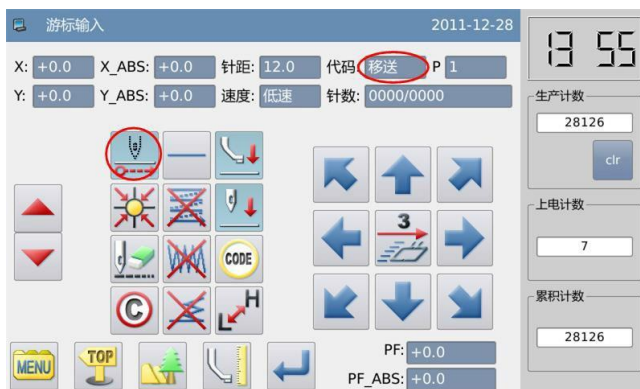 游标输入 2011-12-28
X: +0.0 X_ABS: +0.0 针距: 12.0 代码: 移送 P 1
Y: +0.0 Y_ABS: +0.0 速度: 低速 针数: 0000/0000
13 55
生产计数
28126
clr
上电计数
7
累积计数
28126
3
CODE
C
H
L
MENU
TOP
PF: +0.0
PF_ABS: +0.0